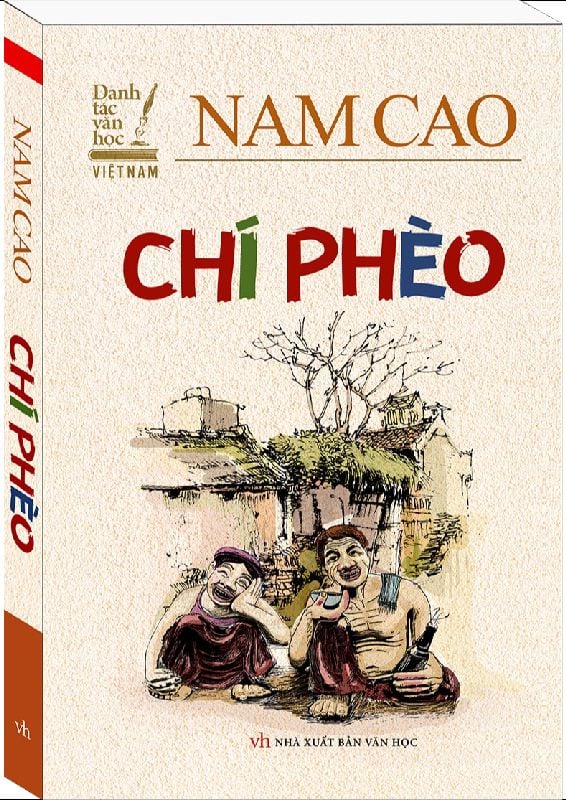 Danh
tác
văn
học
VIỆTNAM
NAM CAO
CHÍ PHÈO
vh NHÀ XUẤT BẢN VĂN HỌC
NAM CAO
CHÍ PHÈO
vh